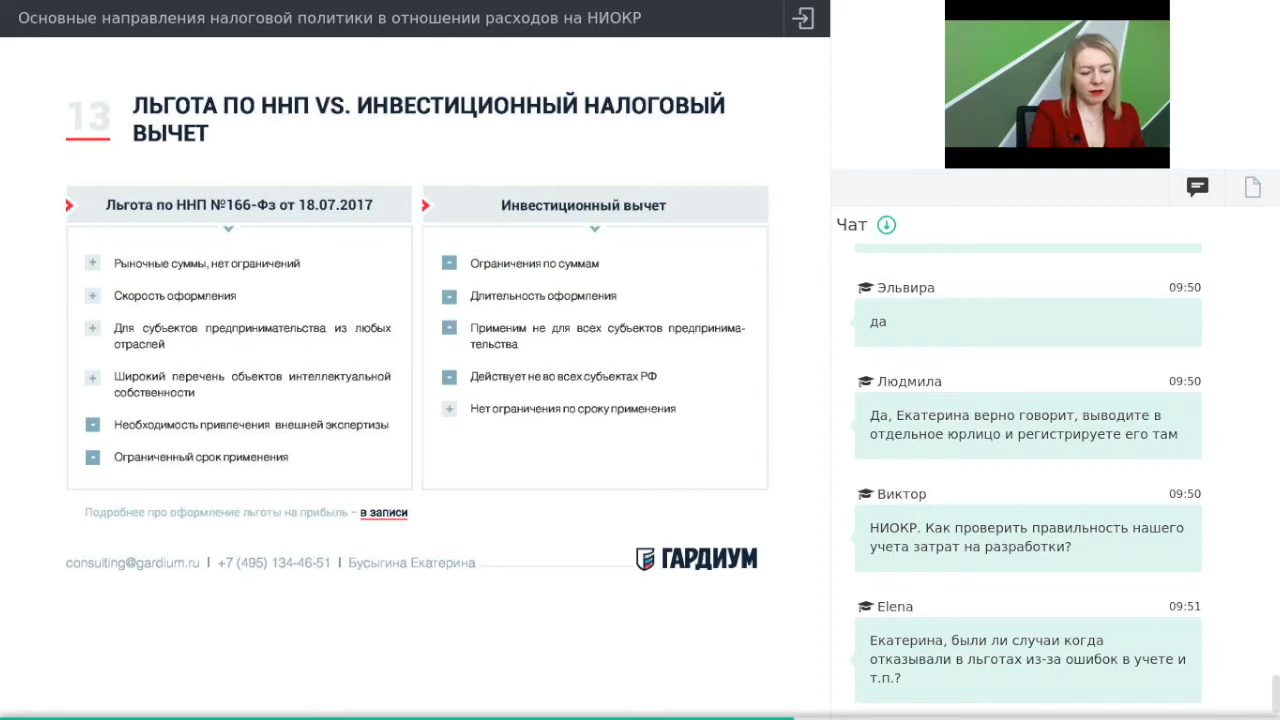 Основные направления налоговой политики в отношении расходов на НИОКР
13
ЛЬГОТА ПО ННП VS. ИНВЕСТИЦИОННЫЙ НАЛОГОВЫЙ
ВЫЧЕТ
Льгота по ННП №166-Фз от 18.07.2017
+ Рыночные суммы, нет ограничений
+ Скорость оформления
+ Для субъектов предпринимательства из любых
отраслей
+ Широкий перечень объектов интеллектуальной
собственности
- Необходимость привлечения внешней экспертизы
- Ограниченный срок применения
Инвестиционный вычет
- Ограничения по суммам
- Длительность оформления
- Применим не для всех субъектов предпринима-
тельства
- Действует не во всех субъектах РФ
+ Нет ограничения по сроку применения
Подробнее про оформление льготы на прибыль – в записи
consulting@gardium.ru | +7 (495) 134-46-51 | Бусыгина Екатерина
ГАРДИУМ
Чат
Эльвира 09:50
да
Людмила 09:50
Да, Екатерина верно говорит, выводите в
отдельное юрлицо и регистрируете его там
Виктор 09:50
НИОКР. Как проверить правильность нашего
учета затрат на разработки?
Elena 09:51
Екатерина, были ли случаи когда
отказывали в льготах из-за ошибок в учете и
т.п.?